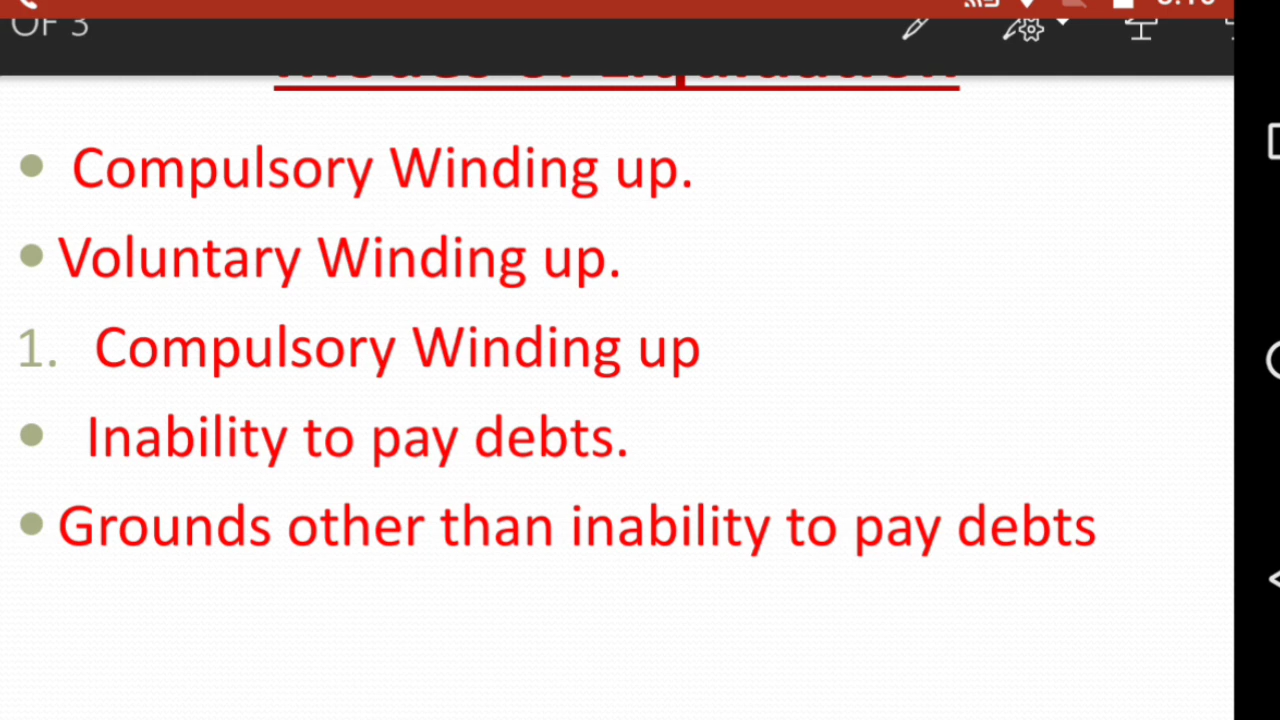 OF 3
Compulsory Winding up.
Voluntary Winding up.
1. Compulsory Winding up
Inability to pay debts.
Grounds other than inability to pay debts